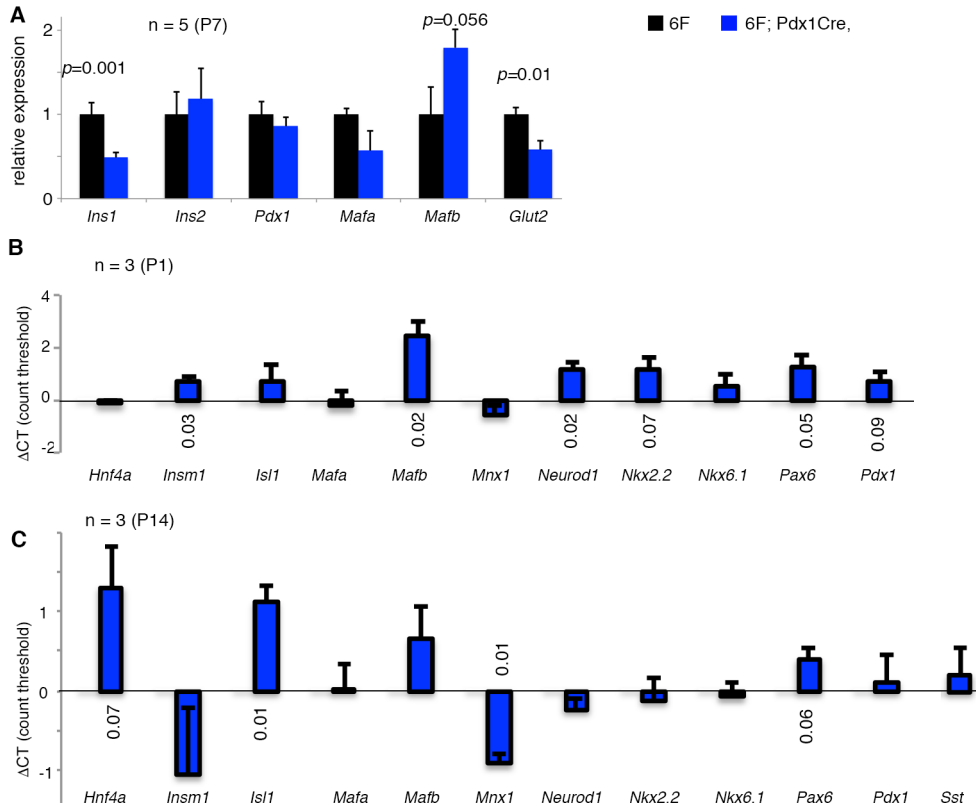 A
n = 5 (P7)
p=0.056
6F
6F; Pdx1Cre,
p=0.001
p=0.01
relative expression
2
1
0
Ins1 Ins2 Pdx1 Mafa Mafb Glut2
B
n = 3 (P1)
ΔCT (count threshold)
4
2
0
-2
0.03 0.02 0.02 0.07 0.05 0.09
Hnf4a Insm1 Isl1 Mafa Mafb Mnx1 Neurod1 Nkx2.2 Nkx6.1 Pax6 Pdx1
n = 3 (P14)
C
ΔCT (count threshold)
1
0
-1
0.07 0.01 0.01 0.06
Hnf4a Insm1 Isl1 Mafa Mafb Mnx1 Neurod1 Nkx2.2 Nkx6.1 Pax6 Pdx1 Sst